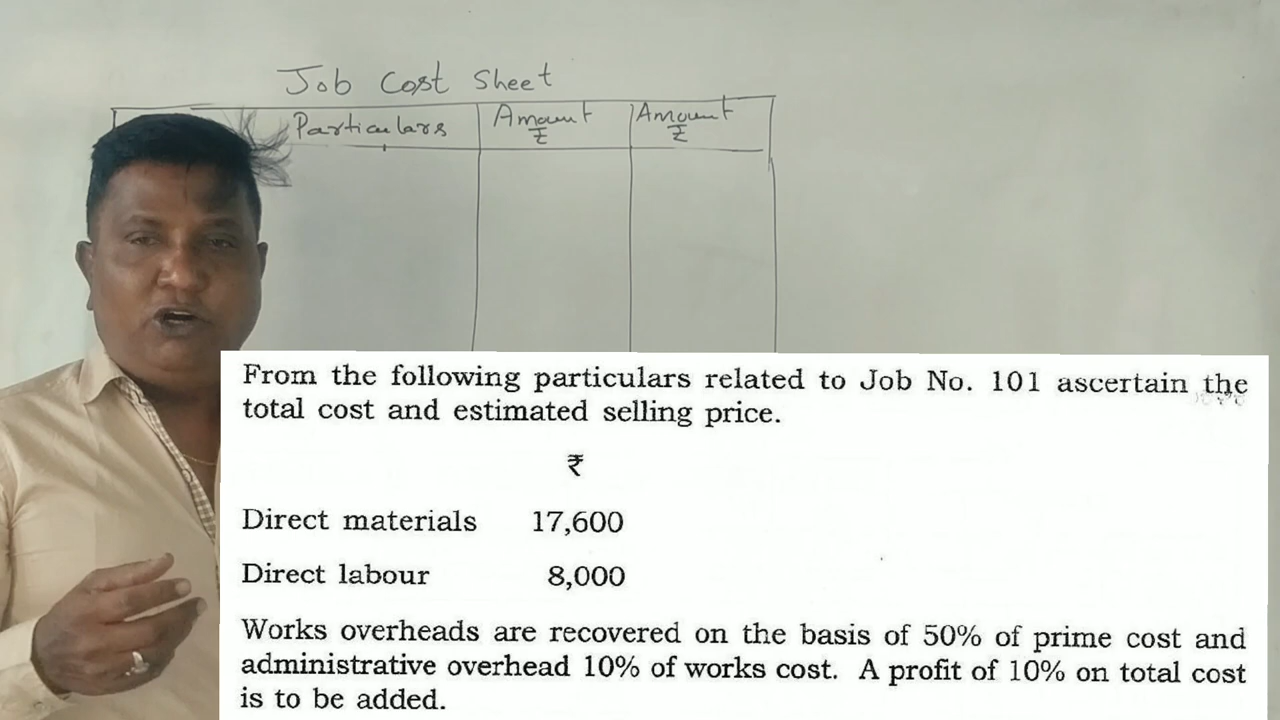 Job Cost Sheet
Particulars Amount ₹ Amount ₹
From the following particulars related to Job No. 101 ascertain the
total cost and estimated selling price.
₹
Direct materials 17,600
Direct labour 8,000
Works overheads are recovered on the basis of 50% of prime cost and
administrative overhead 10% of works cost. A profit of 10% on total cost
is to be added.